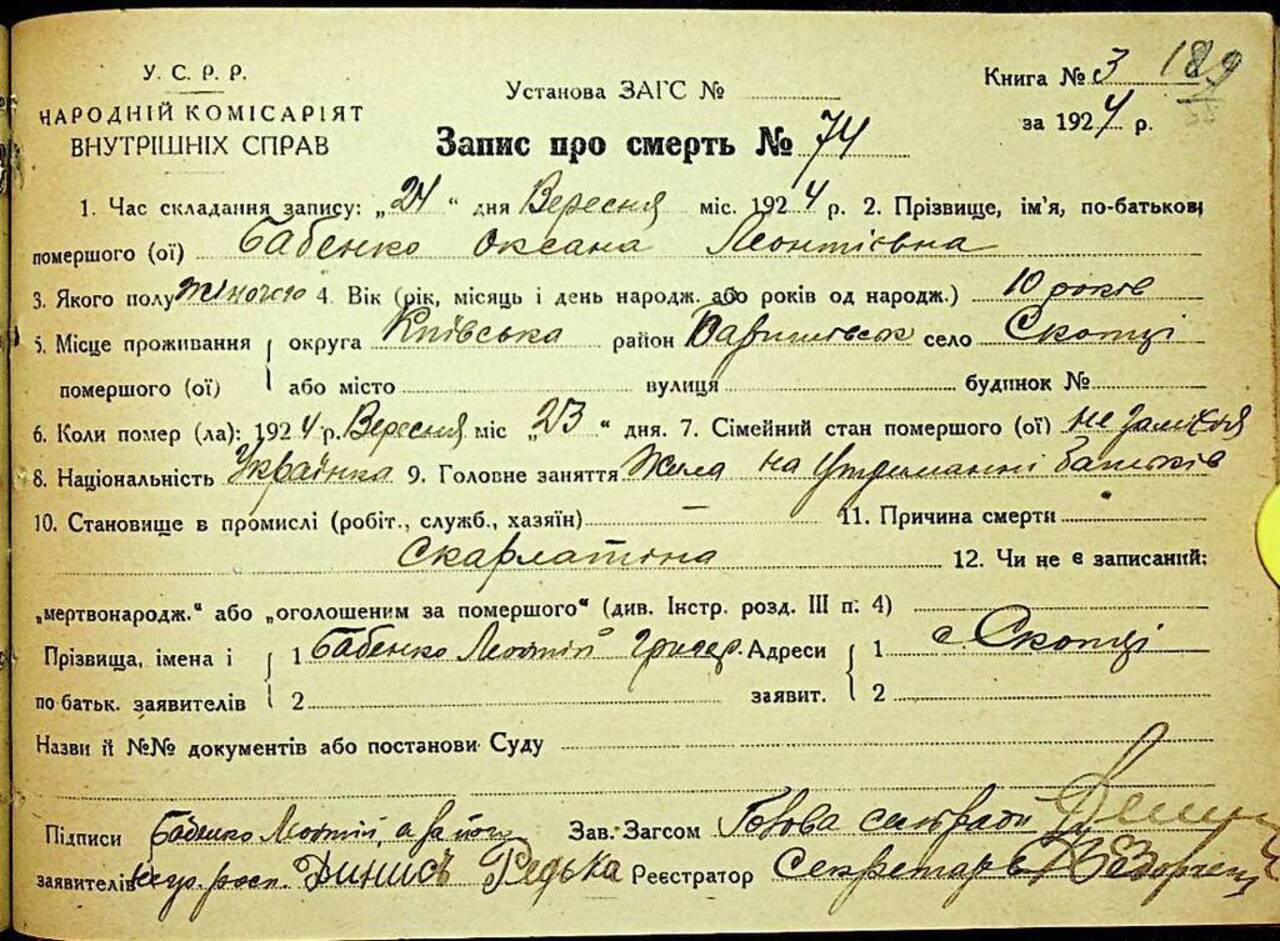 У. С. Р. Р.
НАРОДНІЙ КОМІСАРІЯТ
ВНУТРІШНІХ СПРАВ
Установа ЗАГС №
Запис про смерть № 74
Книга № 3 189
за 1924 р.
1. Час складання запису: „24“ дня Вересня міс. 1924 р. 2. Прізвище, ім'я, по-батькові
помершого (ої) Бабенко Оксана Леонтієвна
3. Якого полу жіночого 4. Вік (рік, місяць і день народж. або років од народж.) 10 років
5. Місце проживання округа Київська район Баришівськ село Скопці
помершого (ої) або місто вулиця будинок №
6. Коли помер (ла): 1924 р. Вересня міс „23“ дня. 7. Сімейний стан помершого (ої) не заміжня
8. Національність Українка 9. Головне заняття Жила на утриманні батьків
10. Становище в промислі (робіт., служб., хазяїн) — 11. Причина смерти
Скарлатіна 12. Чи не є записаний:
„мертвонародж.“ або „оголошеним за помершого“ (див. Інстр. розд. III п. 4)
Прізвища, імена і 1 Бабенко Леонтій Григор. Адреси 1 с. Скопці
по батьк. заявителів 2 заявит. 2
Назви й №№ документів або постанови Суду
Підписи Бабенко Леонтій, а за його Зав. Загсом Голова сільради
заявителів росп. Динисъ Редька Реєстратор Секретарь